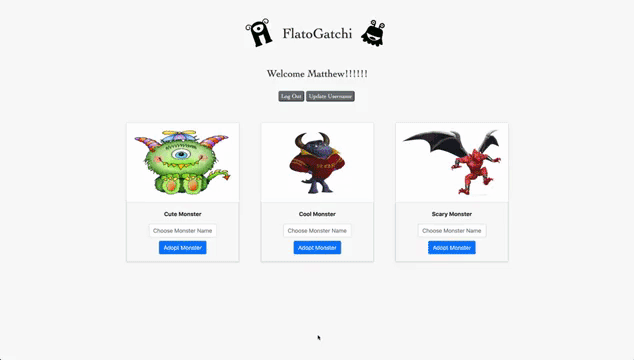 FlatoGatchi
Welcome Matthew!!!!!!
Log Out Update Username
Cute Monster Cool Monster Scary Monster
Choose Monster Name Choose Monster Name Choose Monster Name
Adopt Monster Adopt Monster Adopt Monster